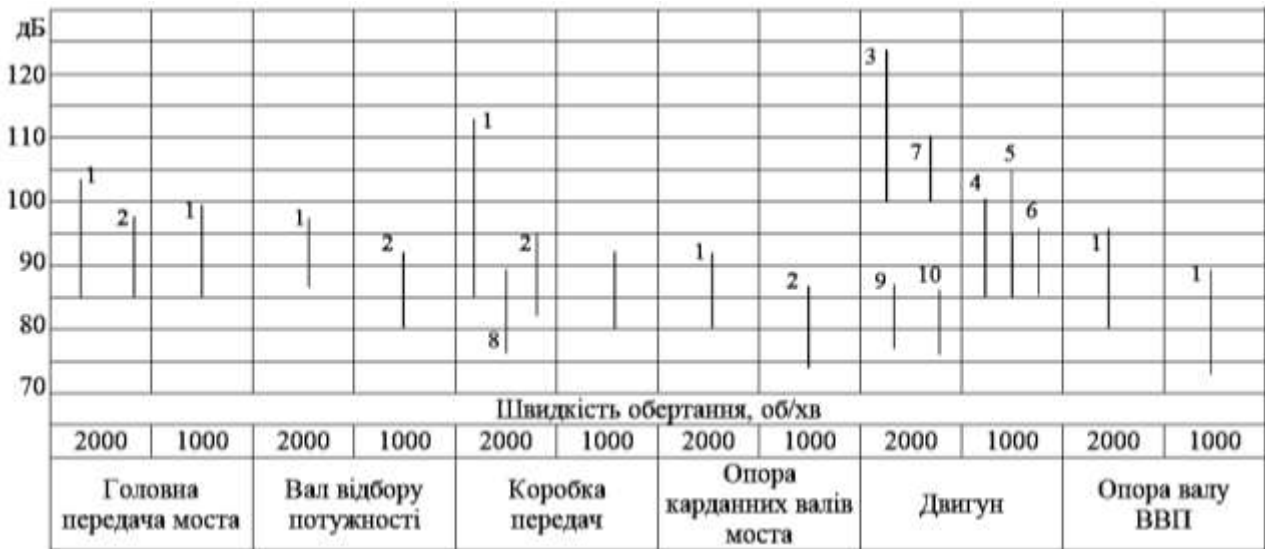 дБ
120
110
100
90
80
70
3
7
5
4
6
1
1
2
1
1
2
2
8
1
2
9
10
1
1
Швидкість обертання, об/хв
2000 1000 2000 1000 2000 1000 2000 1000 2000 1000 2000 1000
Головна
передача моста
Вал відбору
потужності
Коробка
передач
Опора
карданних валів
моста
Двигун
Опора валу
ВВП